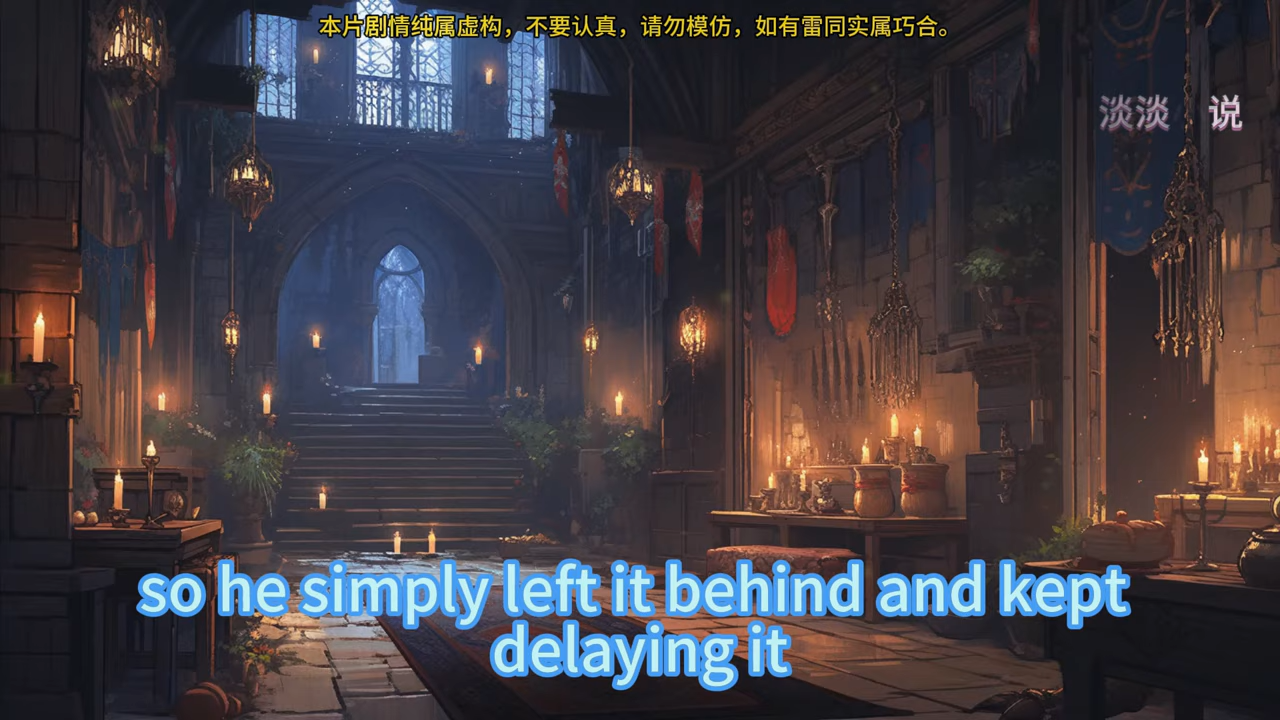 本片剧情纯属虚构，不要认真，请勿模仿，如有雷同实属巧合。
淡淡 说
so he simply left it behind and kept
delaying it